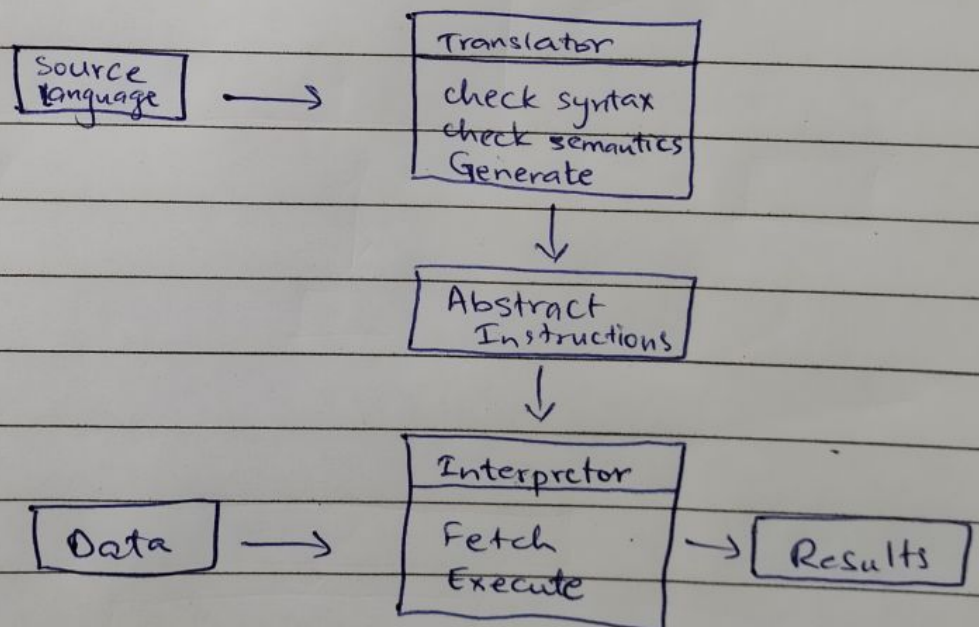 Translator
Source
language
check syntax
check semantics
Generate
Abstract
Instructions
Interpretor
Data
Fetch
Execute
Results